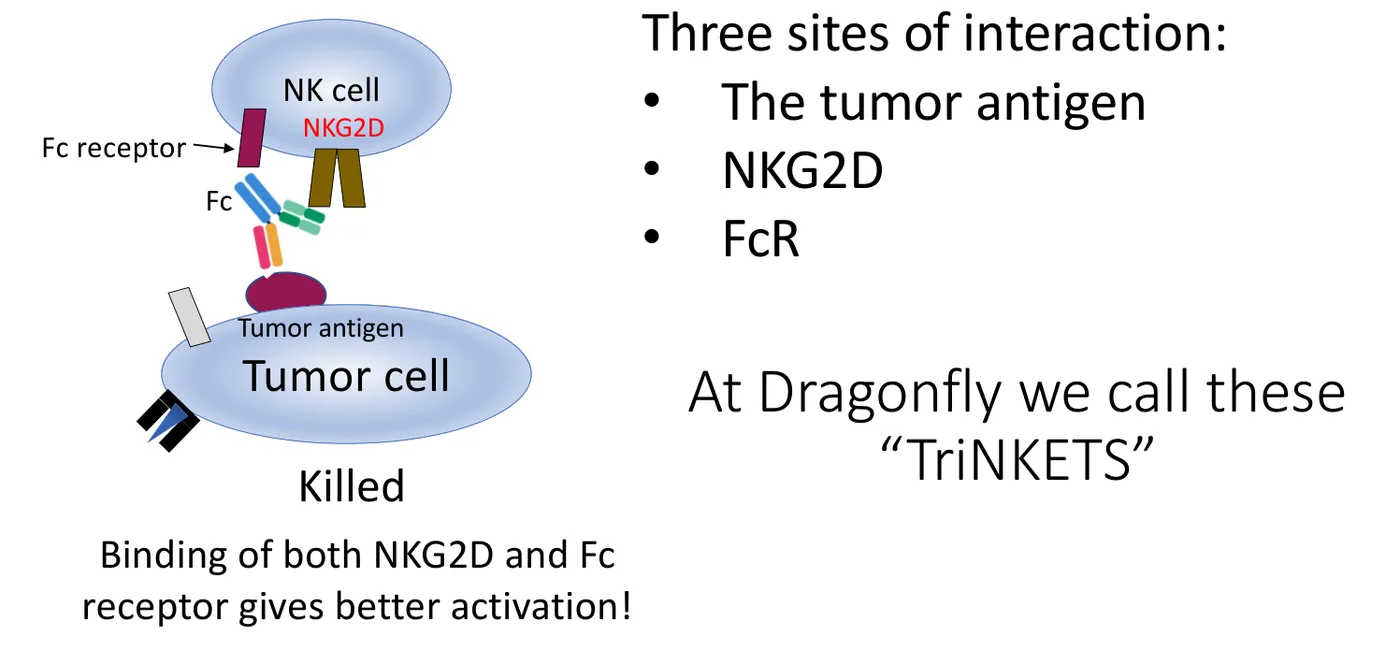 NK cell
NKG2D
Fc receptor
Fc
Tumor antigen
Tumor cell
Killed
Binding of both NKG2D and Fc
receptor gives better activation!
Three sites of interaction:
• The tumor antigen
• NKG2D
• FcR
At Dragonfly we call these
“TriNKETS”